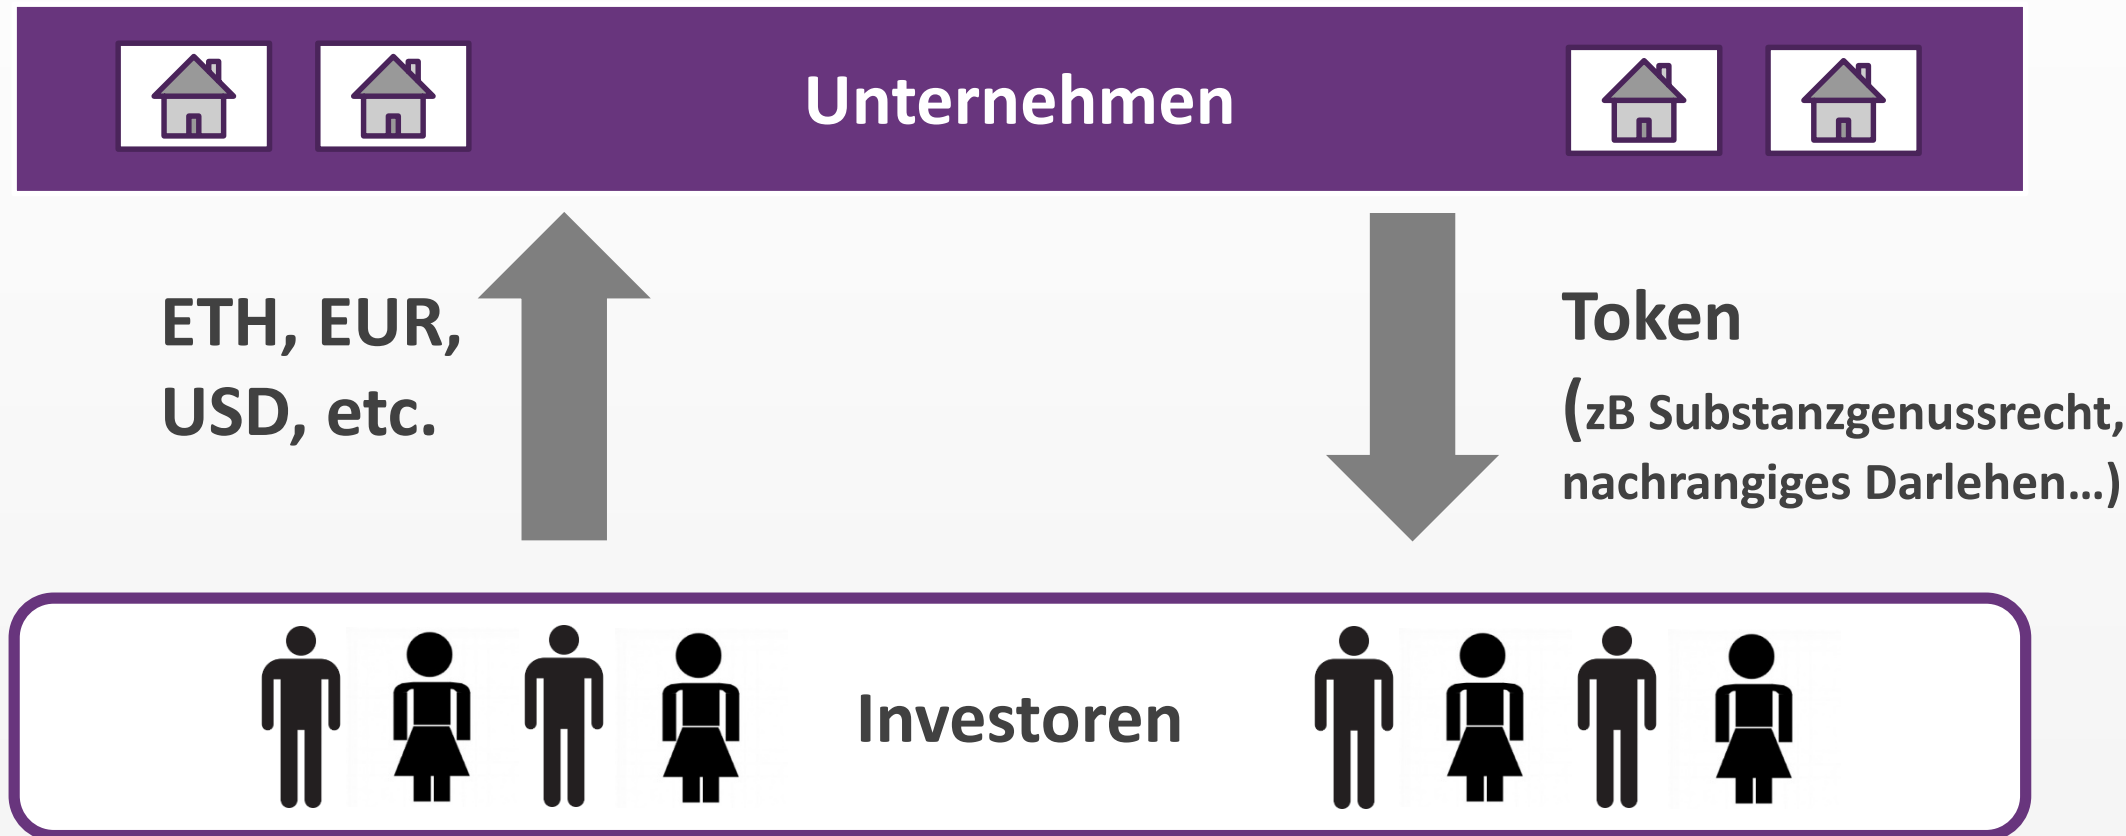 Unternehmen
ETH, EUR,
USD, etc.
Token
(zB Substanzgenussrecht,
nachrangiges Darlehen…)
Investoren